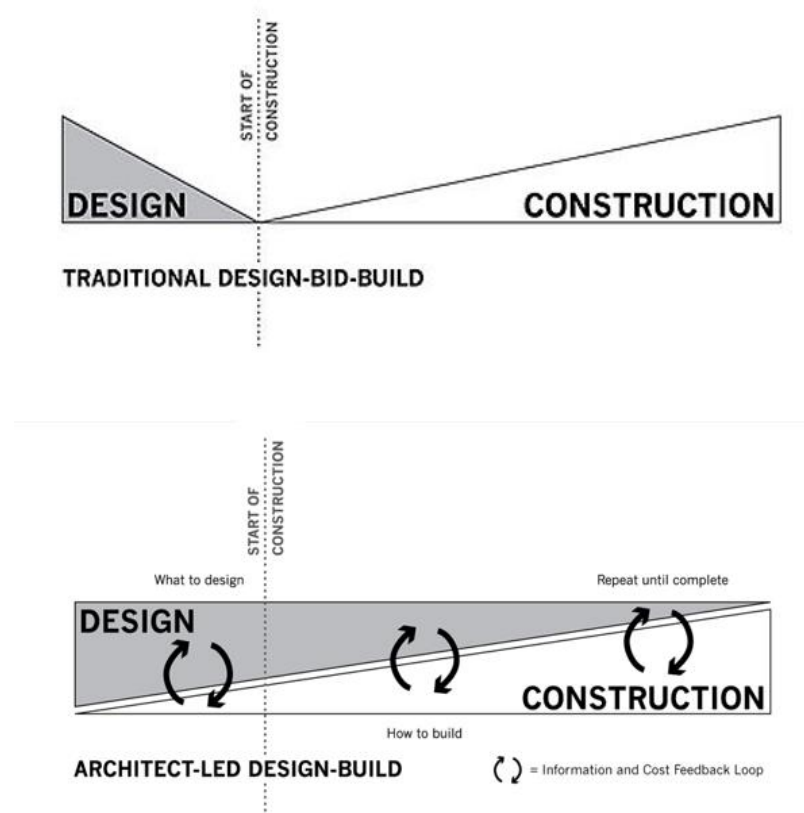 START OF
CONSTRUCTION
DESIGN
CONSTRUCTION
TRADITIONAL DESIGN-BID-BUILD
START OF
CONSTRUCTION
What to design
Repeat until complete
DESIGN
CONSTRUCTION
How to build
ARCHITECT-LED DESIGN-BUILD
= Information and Cost Feedback Loop